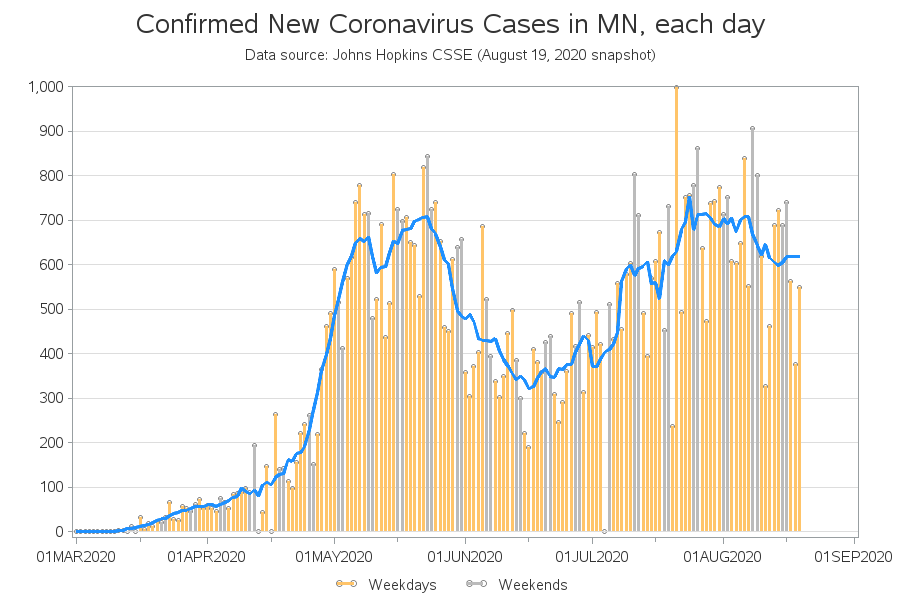 Confirmed New Coronavirus Cases in MN, each day
Data source: Johns Hopkins CSSE (August 19, 2020 snapshot)
1,000
900
800
700
600
500
400
300
200
100
0
01MAR2020 01APR2020 01MAY2020 01JUN2020 01JUL2020 01AUG2020 01SEP2020
Weekdays Weekends